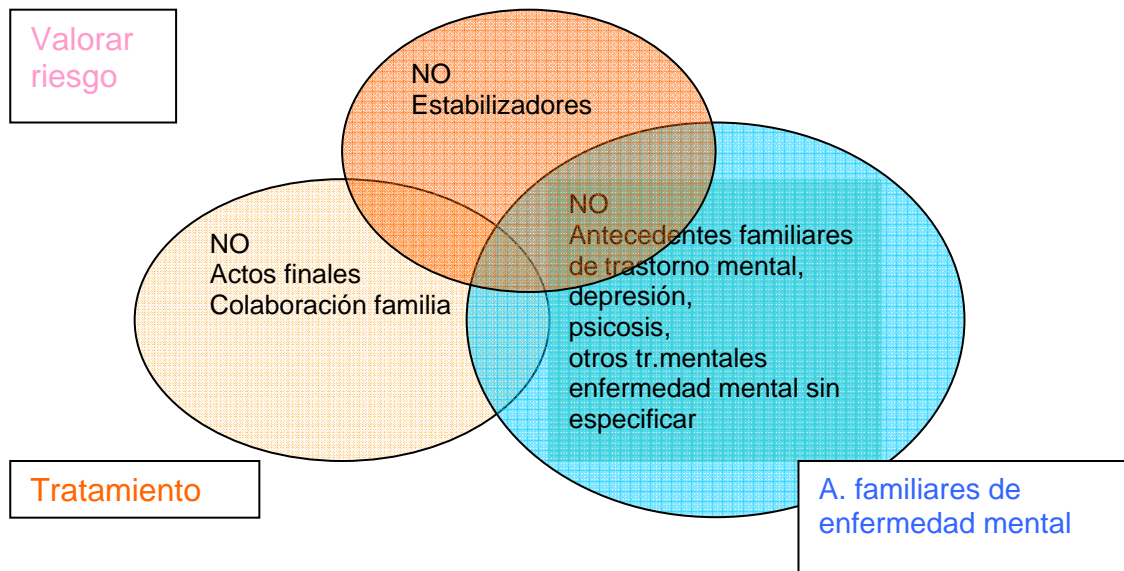 Valorar
riesgo
NO
Estabilizadores
NO
Actos finales
Colaboración familia
NO
Antecedentes familiares
de trastorno mental,
depresión,
psicosis,
otros tr.mentales
enfermedad mental sin
especificar
Tratamiento
A. familiares de
enfermedad mental